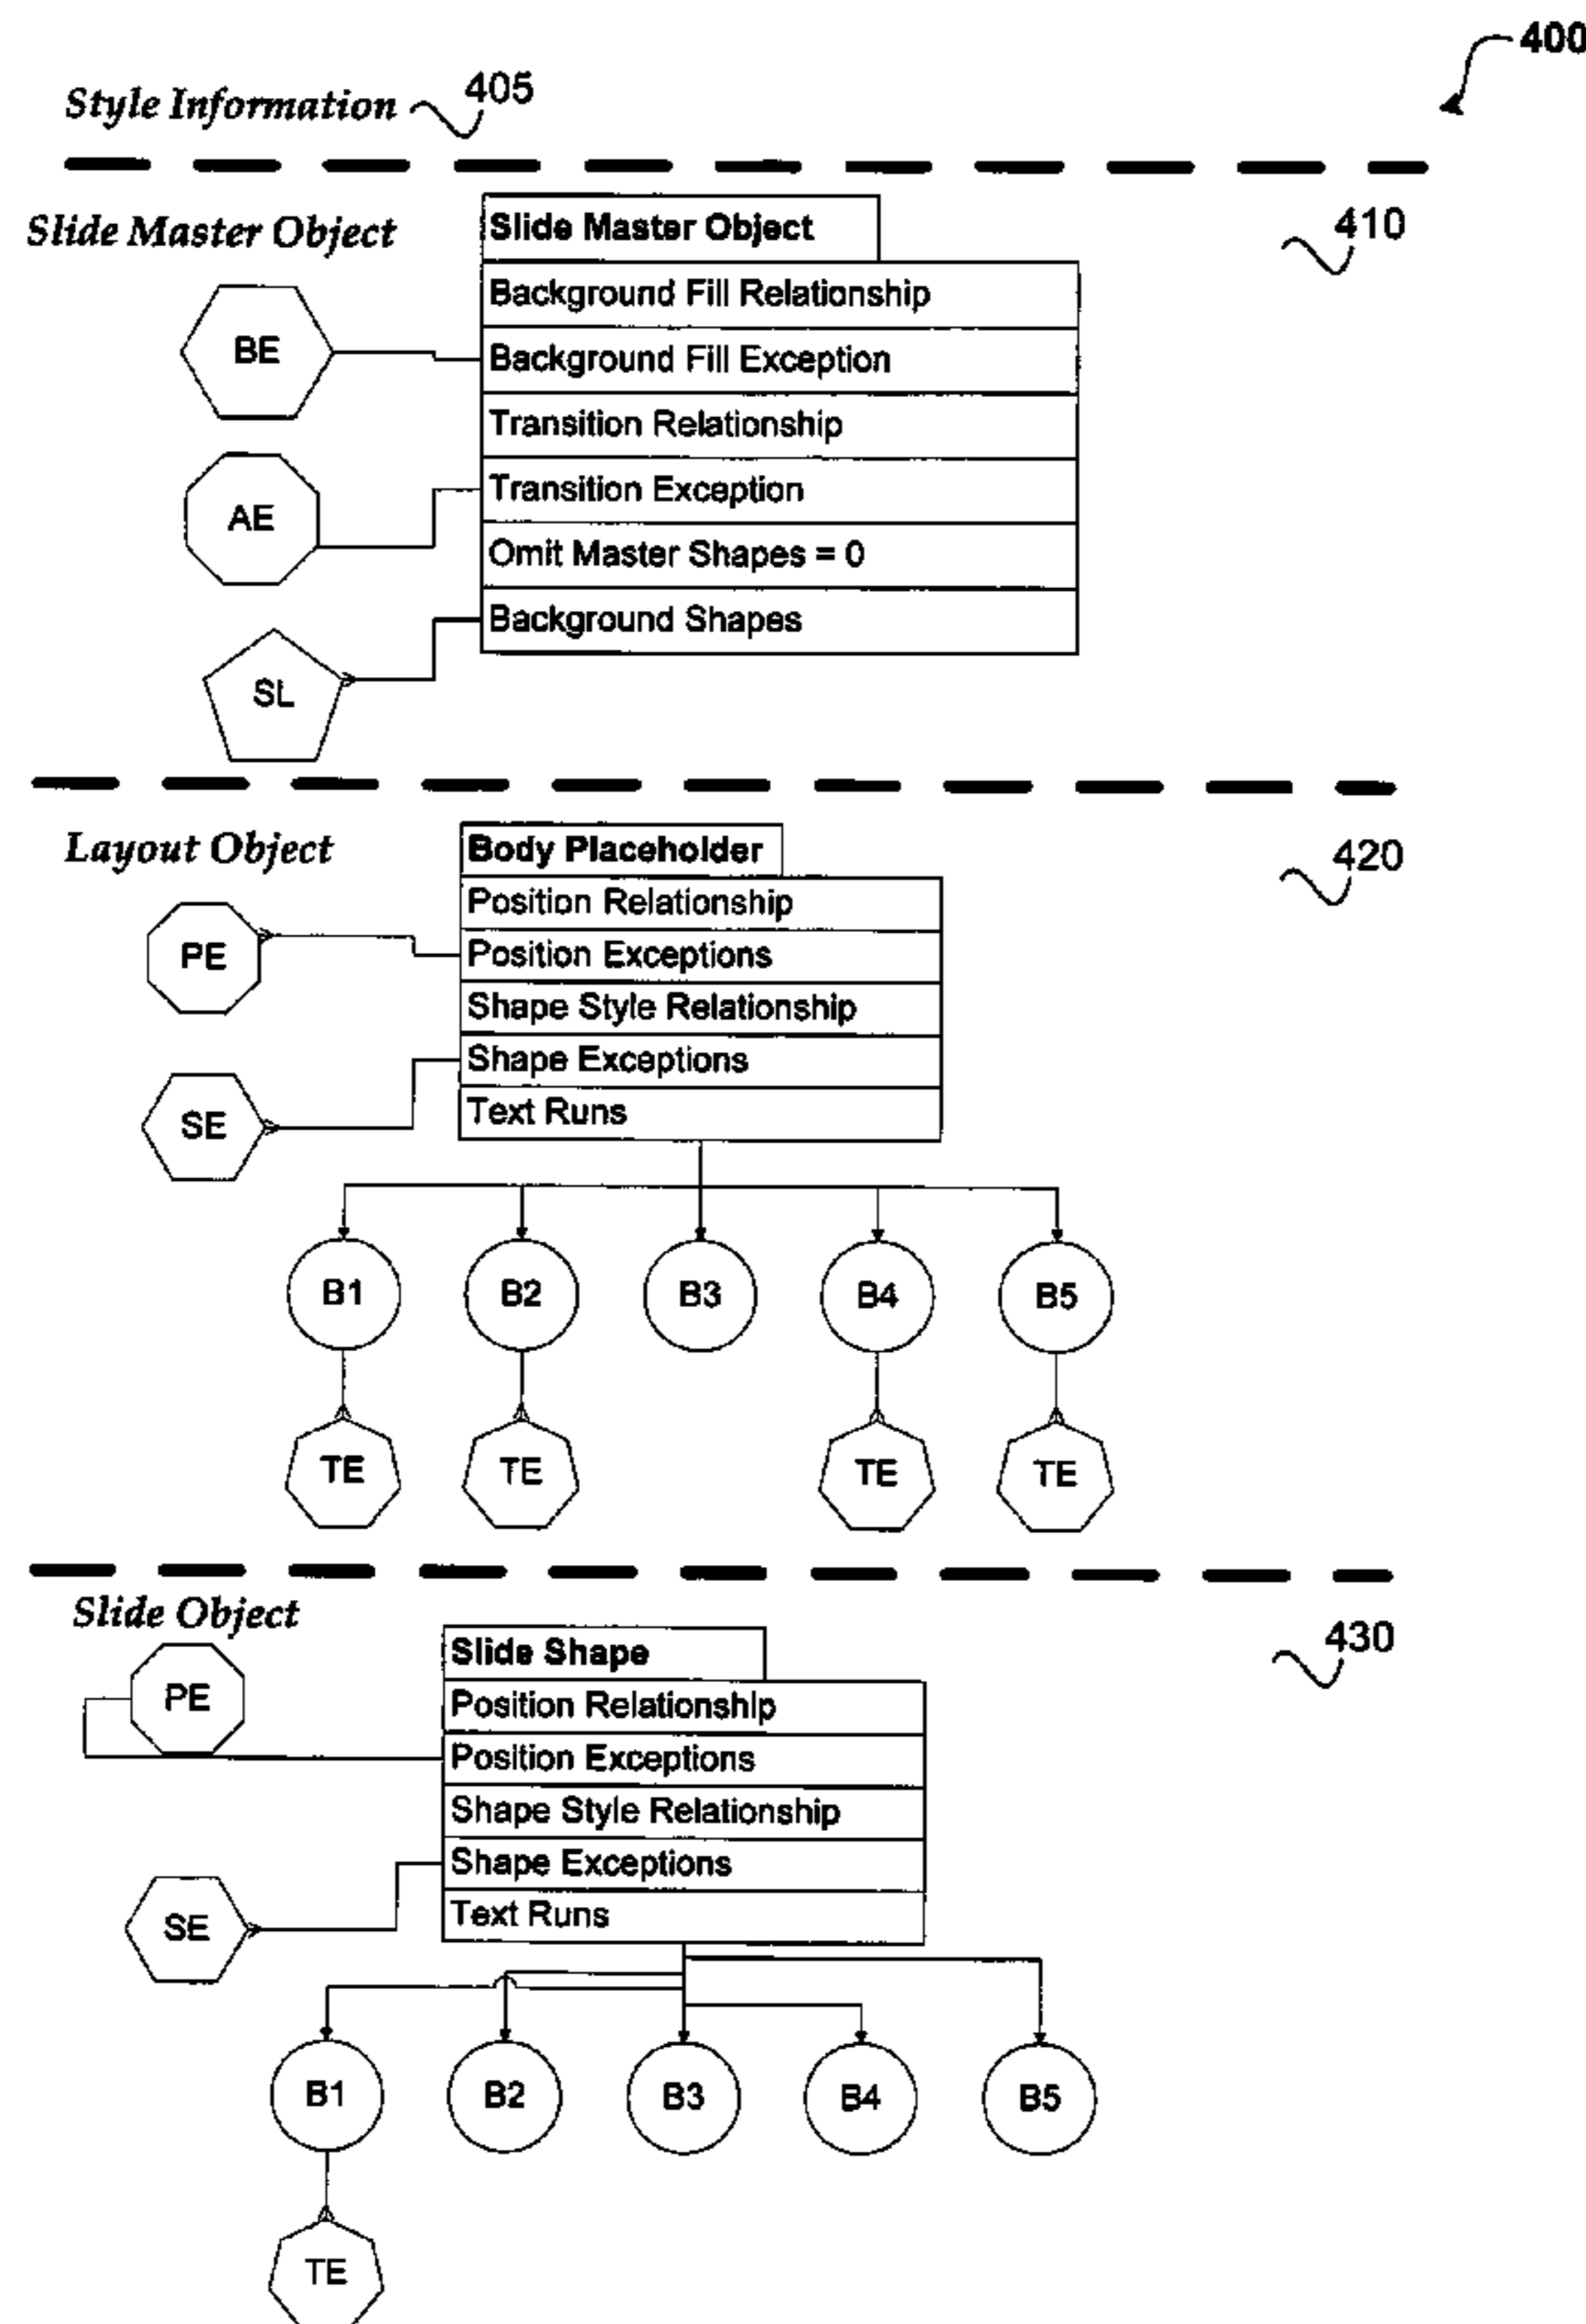 400
Style Information 405
Slide Master Object
Slide Master Object
410
Background Fill Relationship
BE
Background Fill Exception
Transition Relationship
AE
Transition Exception
Omit Master Shapes = 0
Background Shapes
SL
Layout Object
Body Placeholder
420
Position Relationship
PE
Position Exceptions
Shape Style Relationship
Shape Exceptions
SE
Text Runs
B1 B2 B3 B4 B5
TE TE TE TE
Slide Object
430
Slide Shape
PE
Position Relationship
Position Exceptions
Shape Style Relationship
Shape Exceptions
SE
Text Runs
B1 B2 B3 B4 B5
TE